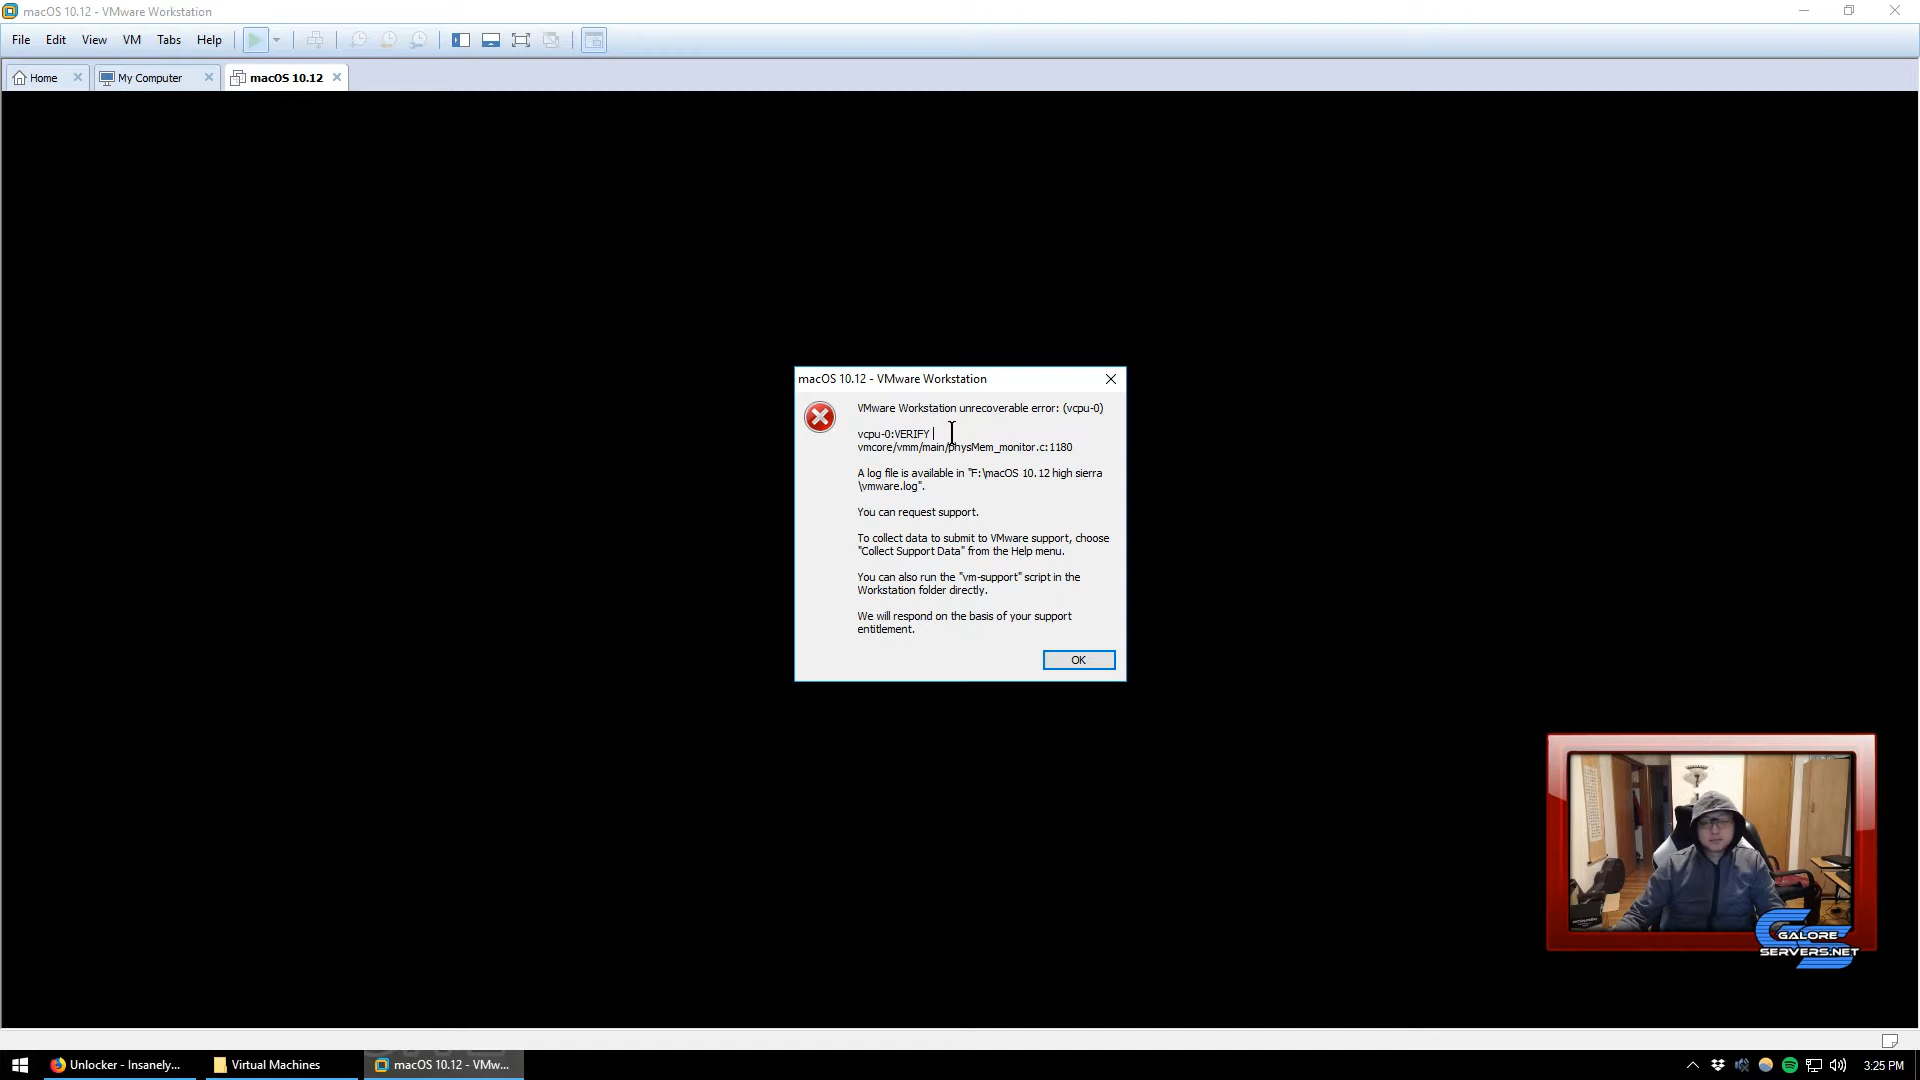 macOS 10.12 - VMware Workstation
File Edit View VM Tabs Help
Home My Computer macOS 10.12
macOS 10.12 - VMware Workstation
VMware Workstation unrecoverable error: (vcpu-0)
vcpu-0:VERIFY
vmcore/vmm/main/physMem_monitor.c:1180
A log file is available in "F:\macOS 10.12 high sierra
\vmware.log".
You can request support.
To collect data to submit to VMware support, choose
"Collect Support Data" from the Help menu.
You can also run the "vm-support" script in the
Workstation folder directly.
We will respond on the basis of your support
entitlement.
OK
GALORE
SERVERS.NET
Unlocker - Insanely... Virtual Machines macOS 10.12 - VMw... 3:25 PM